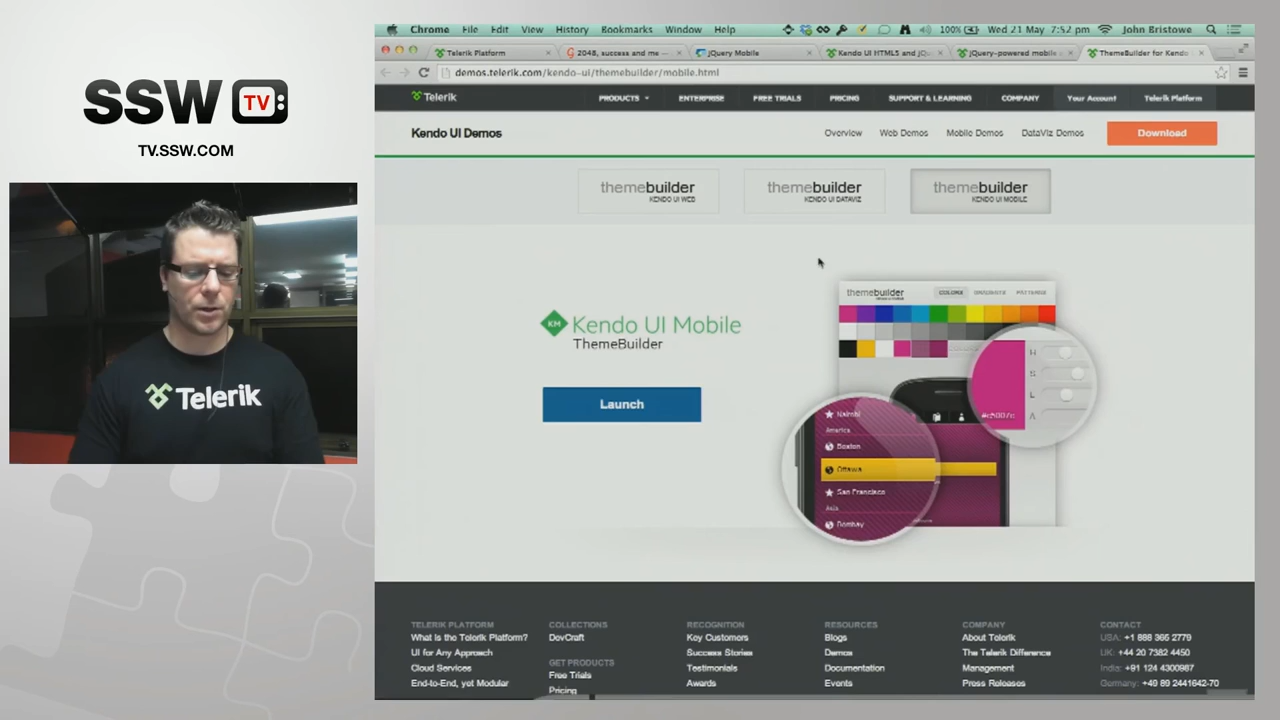 SSW TV
TV.SSW.COM
Telerik
Chrome File Edit View History Bookmarks Window Help 100% Wed 21 May 7:52 pm John Bristowe
Telerik Platform
2048, success and me —
jQuery Mobile
Kendo UI HTML5 and jQ
jQuery-powered mobile
ThemeBuilder for Kendo
demos.telerik.com/kendo-ui/themebuilder/mobile.html
Telerik PRODUCTS ENTERPRISE FREE TRIALS PRICING SUPPORT & LEARNING COMPANY Your Account Telerik Platform
Kendo UI Demos Overview Web Demos Mobile Demos DataViz Demos Download
themebuilder
KENDO UI WEB
themebuilder
KENDO UI DATAVIZ
themebuilder
KENDO UI MOBILE
KM Kendo UI Mobile
ThemeBuilder
Launch
themebuilder
H
S
L
A
Nairobi
America
Boston
Ottawa
San Francisco
Asia
Bombay
TELERIK PLATFORM
What is the Telerik Platform?
UI for Any Approach
Cloud Services
End-to-End, yet Modular
COLLECTIONS
DevCraft
GET PRODUCTS
Free Trials
Pricing
RECOGNITION
Key Customers
Success Stories
Testimonials
Awards
RESOURCES
Blogs
Demos
Documentation
Events
COMPANY
About Telerik
The Telerik Difference
Management
Press Releases
CONTACT
USA: +1 888 365 2779
UK: +44 20 7382 4450
India: +91 124 4300987
Germany: +49 89 2441642-70